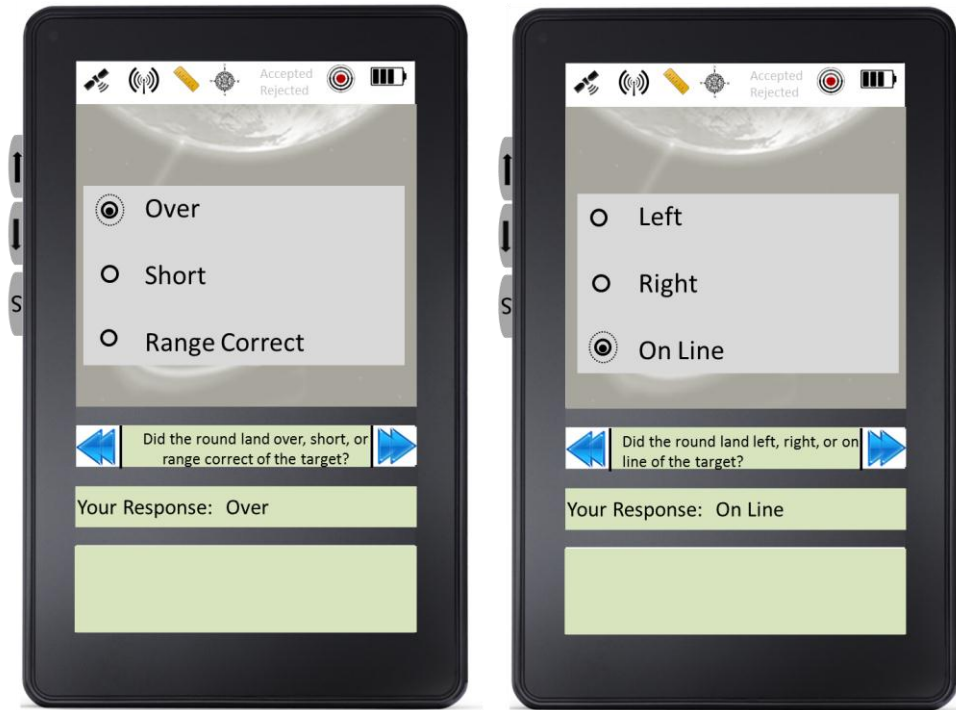 Accepted
Rejected
Over
Short
Range Correct
Did the round land over, short, or
range correct of the target?
Your Response: Over
S
Accepted
Rejected
Left
Right
On Line
Did the round land left, right, or on
line of the target?
Your Response: On Line
S